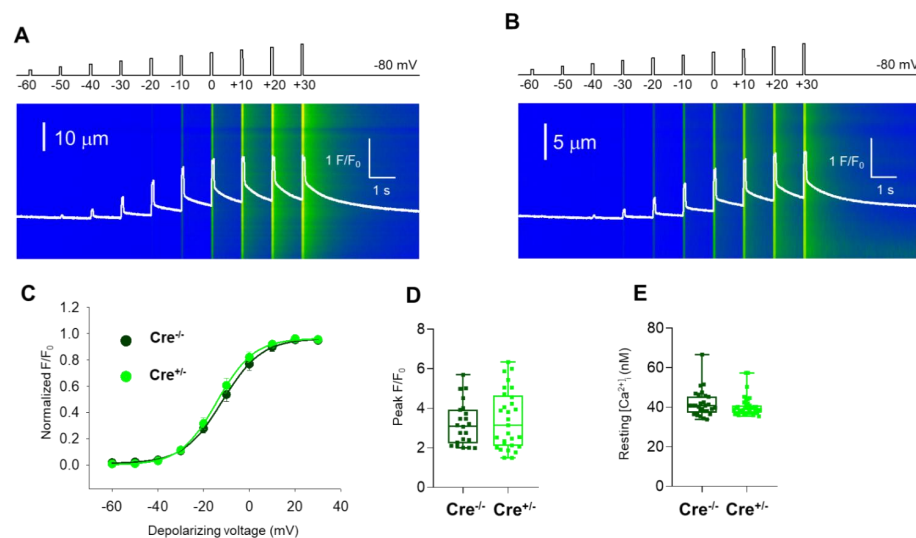 A
-80 mV
-60 -50 -40 -30 -20 -10 0 +10 +20 +30
10 μm
1 F/F0
1 s
B
-80 mV
-60 -50 -40 -30 -20 -10 0 +10 +20 +30
5 μm
1 F/F0
1 s
C
Normalized F/F0
1.2
1.0
0.8
0.6
0.4
0.2
0.0
Cre-/-
Cre+/-
-60 -40 -20 0 20 40
Depolarizing voltage (mV)
D
Peak F/F0
8
6
4
2
0
Cre-/- Cre+/-
E
Resting [Ca2+]i (nM)
80
60
40
20
0
Cre-/- Cre+/-